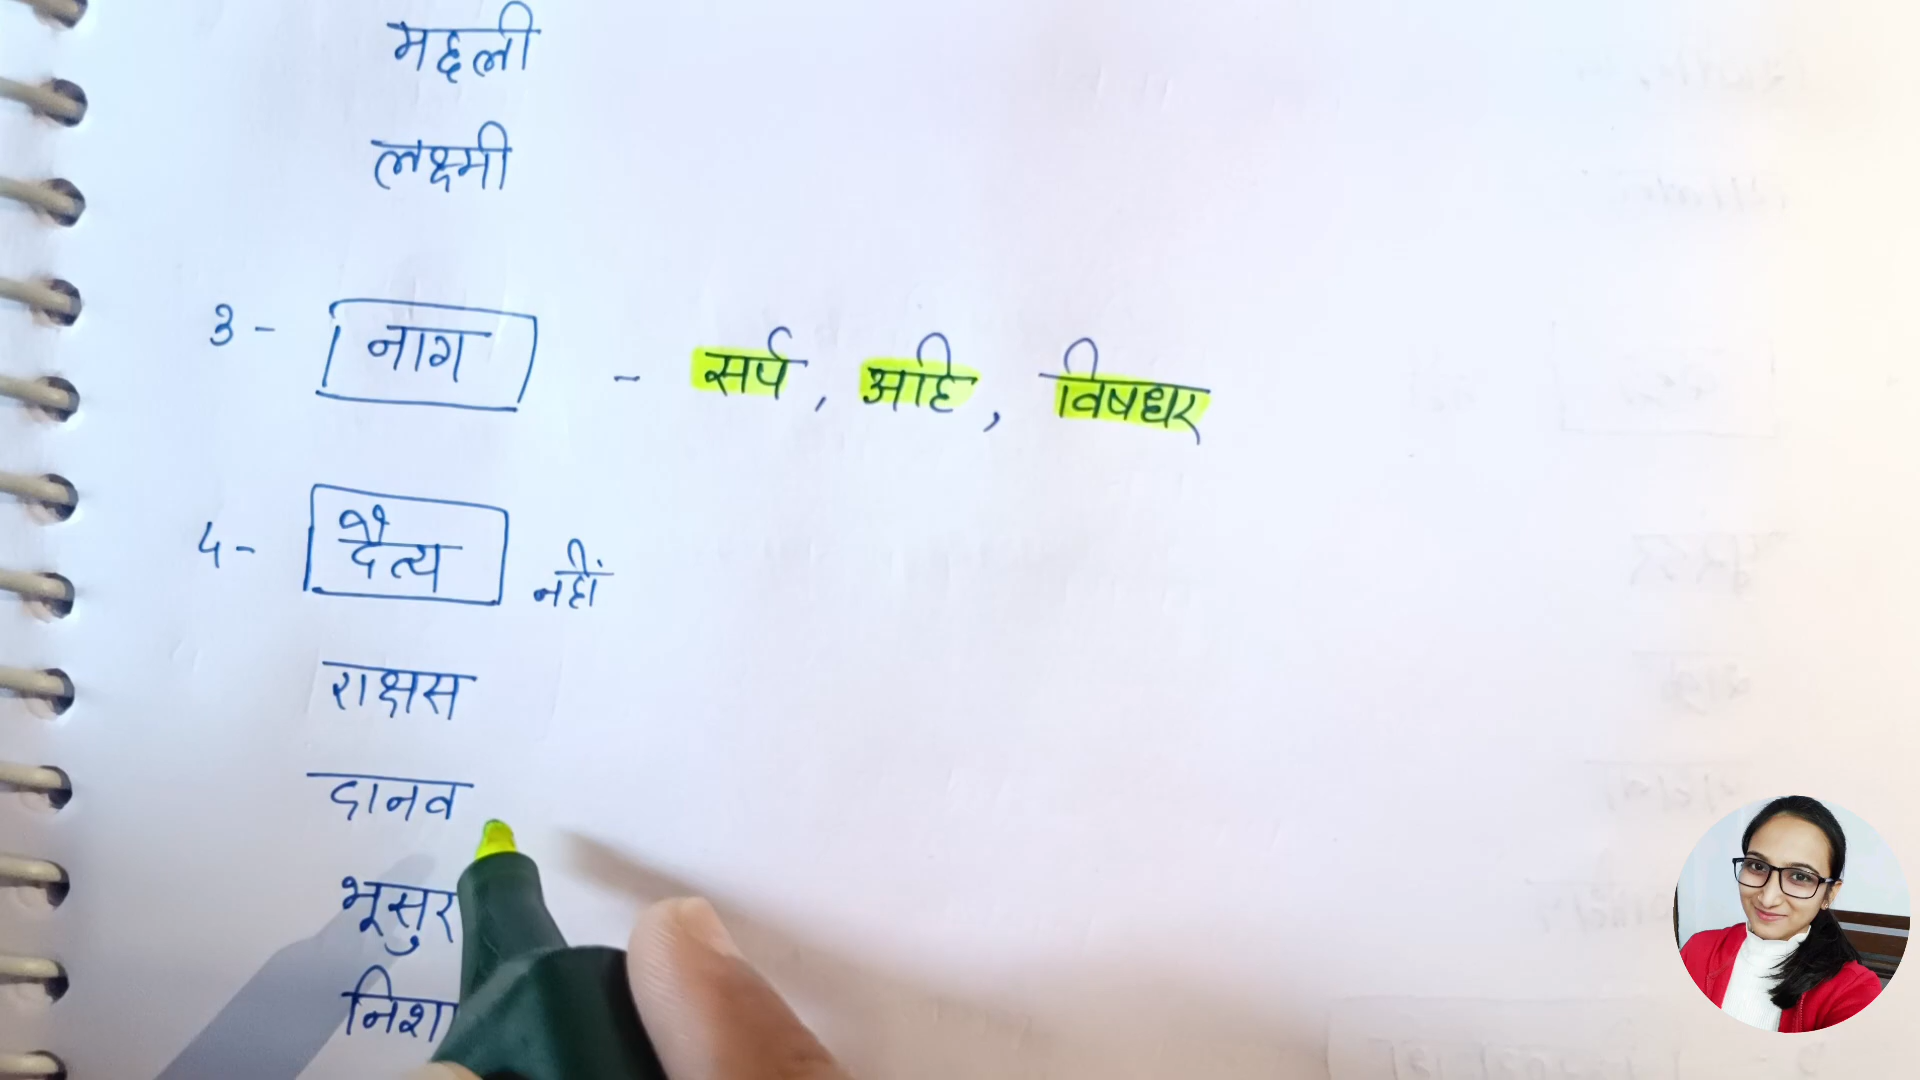 मछली
लक्ष्मी
3 - नाग - सर्प, अहि, विषधर
4 - दैत्य नहीं
राक्षस
दानव
भूसुर
निशा